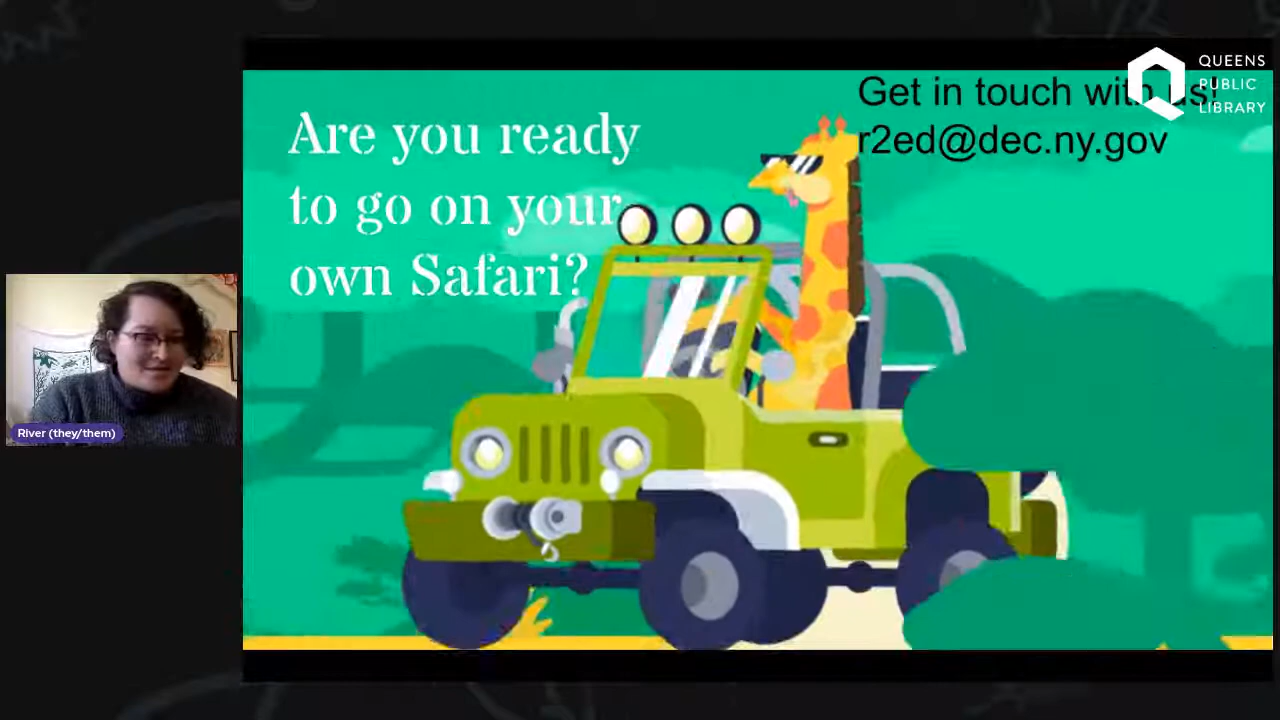 Are you ready
to go on your
own Safari?
Get in touch with us!
r2ed@dec.ny.gov
QUEENS
PUBLIC
LIBRARY
River (they/them)